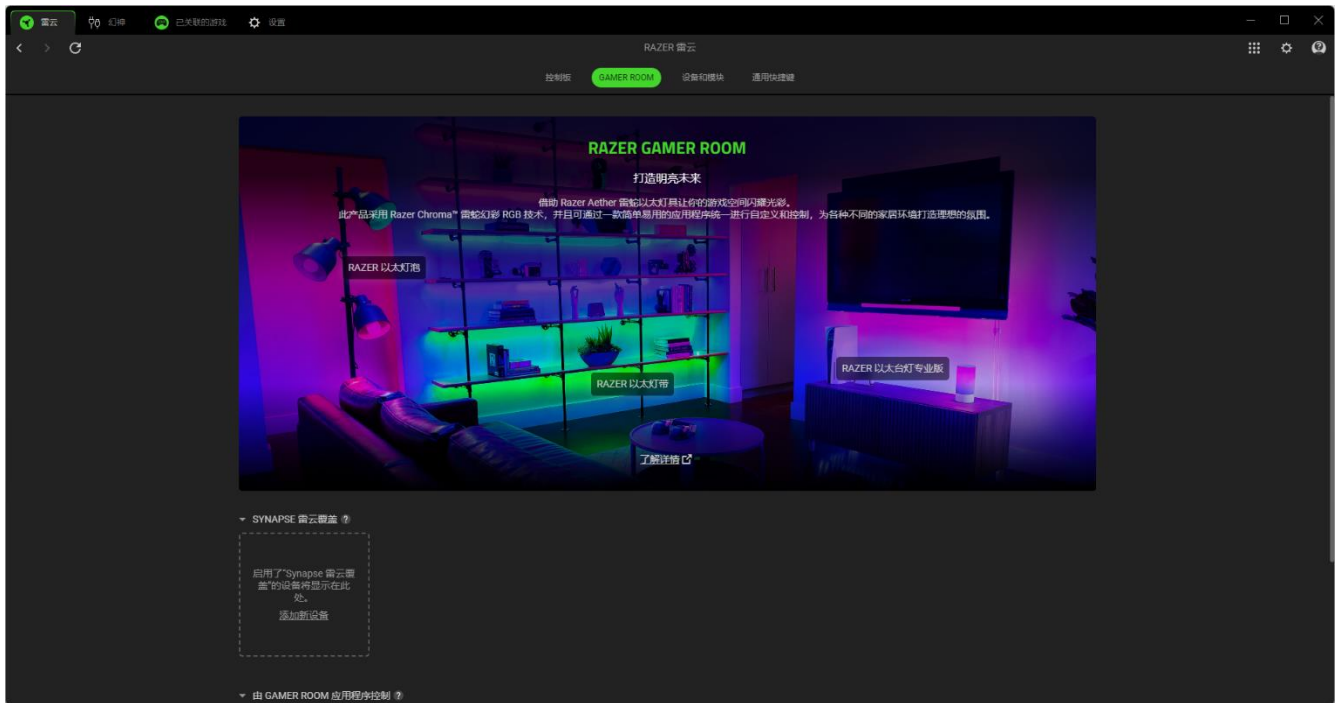 雷云
幻神
已关联的游戏
设置
RAZER 雷云
控制板
GAMER ROOM
设备和模块
通用快捷键
RAZER GAMER ROOM
打造明亮未来
借助 Razer Aether 雷蛇以太灯具让你的游戏空间闪耀光彩。
此产品采用 Razer Chroma™ 雷蛇幻彩 RGB 技术，并且可通过一款简单易用的应用程序统一进行自定义和控制，为各种不同的家居环境打造理想的氛围。
RAZER 以太灯泡
RAZER 以太台灯专业版
RAZER 以太灯带
了解详情
SYNAPSE 雷云覆盖 ?
启用了"Synapse 雷云覆
盖"的设备将显示在此
处。
添加新设备
由 GAMER ROOM 应用程序控制 ?